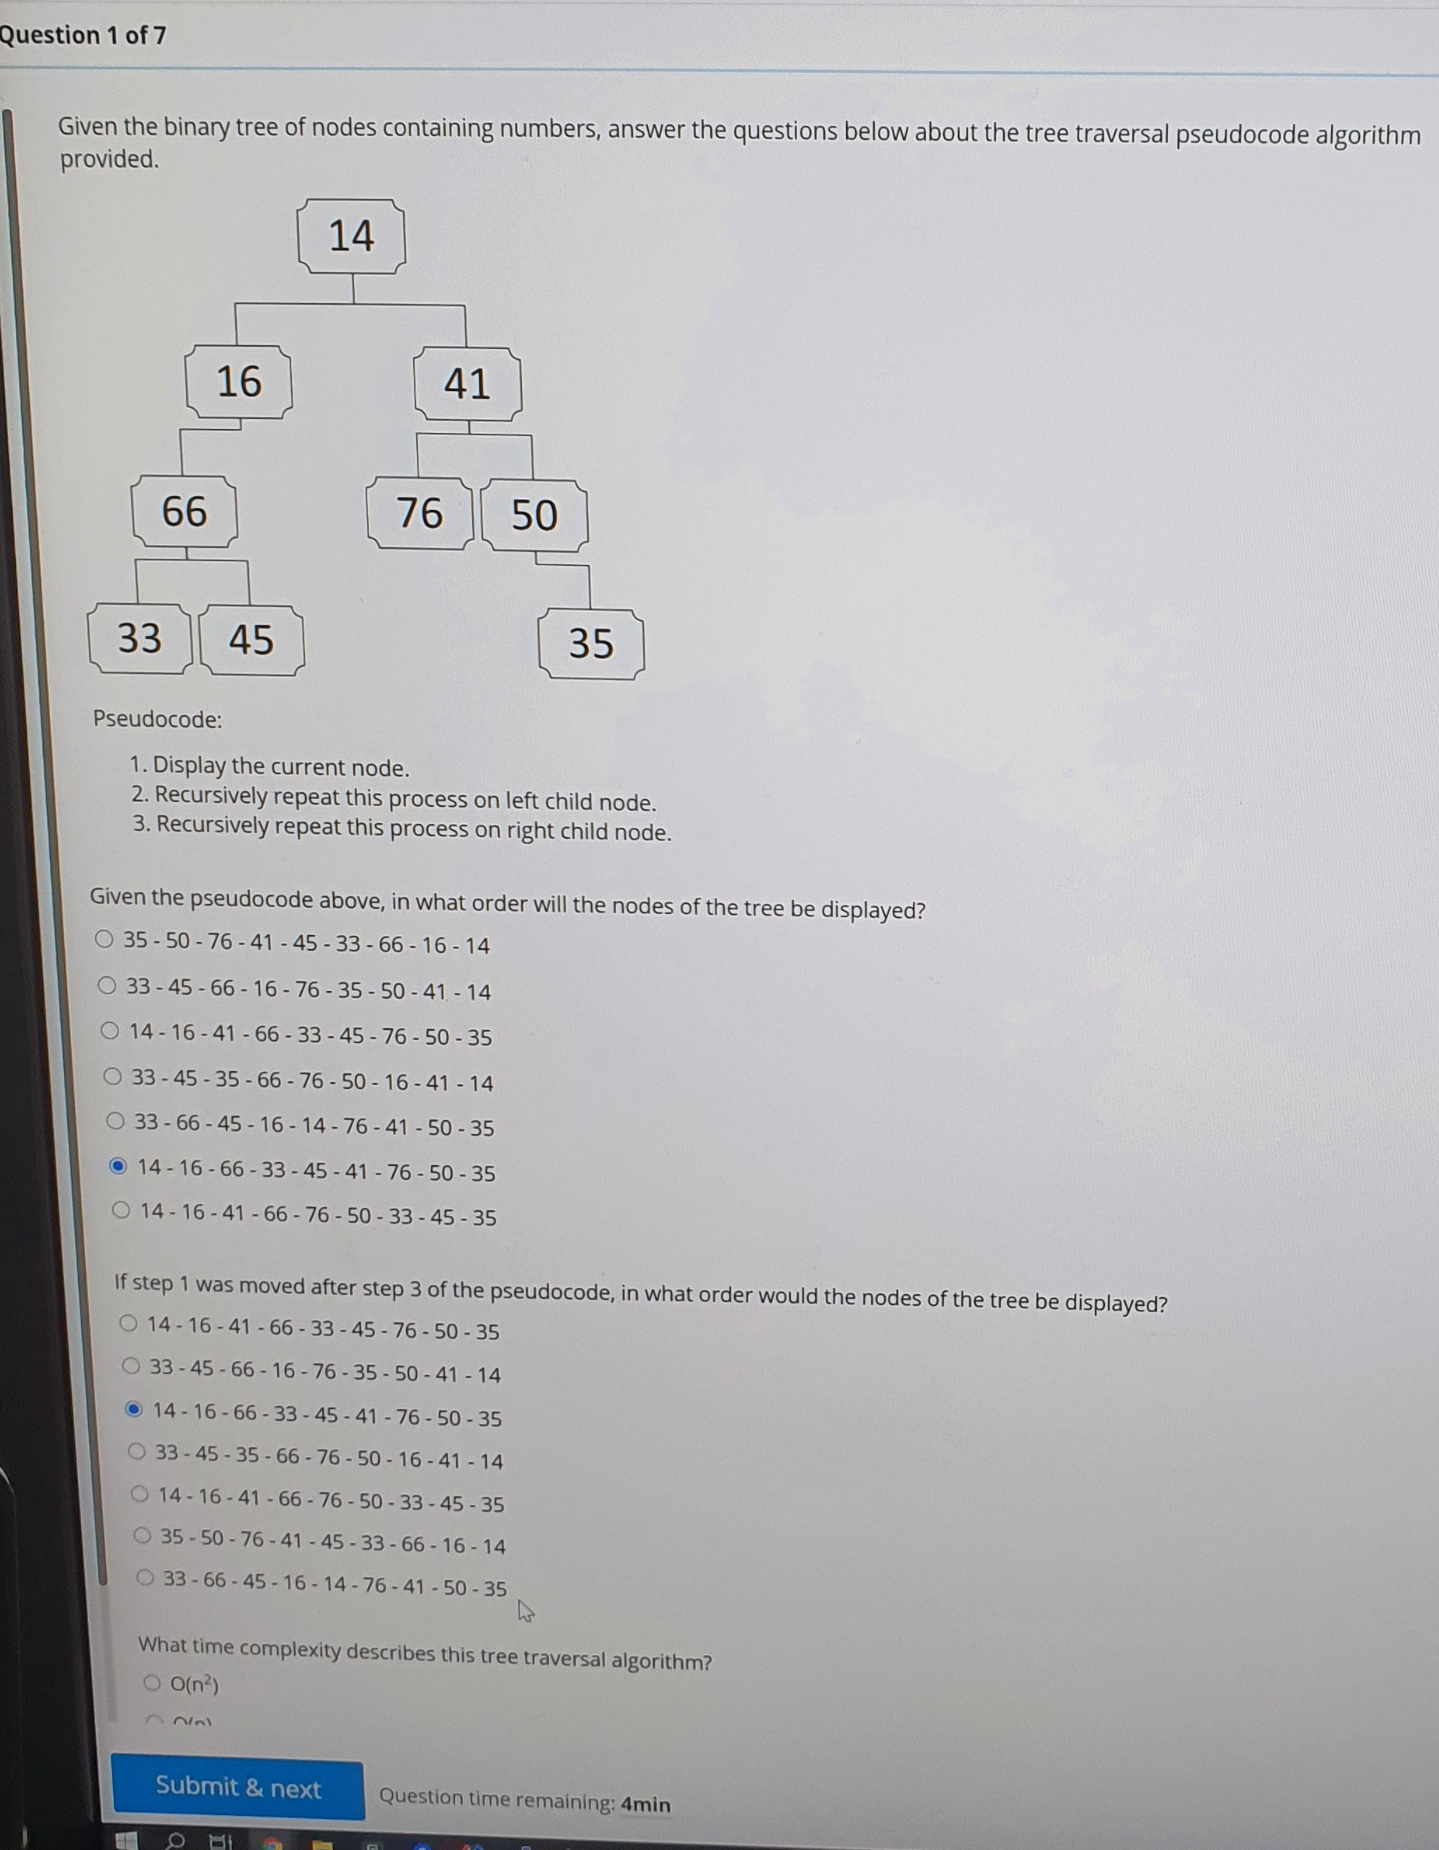 Question 1 of 7
Given the binary tree of nodes containing numbers, answer the questions below about the tree traversal pseudocode algorithm
provided.
14
16
41
66
76
50
33
45
35
Pseudocode:
1. Display the current node.
2. Recursively repeat this process on left child node.
3. Recursively repeat this process on right child node.
Given the pseudocode above, in what order will the nodes of the tree be displayed?
35 - 50 - 76 - 41 - 45 - 33 - 66 - 16 - 14
33 - 45 - 66 - 16 - 76 - 35 - 50 - 41 - 14
14 - 16 - 41 - 66 - 33 - 45 - 76 - 50 - 35
33 - 45 - 35 - 66 - 76 - 50 - 16 - 41 - 14
33 - 66 - 45 - 16 - 14 - 76 - 41 - 50 - 35
14 - 16 - 66 - 33 - 45 - 41 - 76 - 50 - 35
14 - 16 - 41 - 66 - 76 - 50 - 33 - 45 - 35
If step 1 was moved after step 3 of the pseudocode, in what order would the nodes of the tree be displayed?
14 - 16 - 41 - 66 - 33 - 45 - 76 - 50 - 35
33 - 45 - 66 - 16 - 76 - 35 - 50 - 41 - 14
14 - 16 - 66 - 33 - 45 - 41 - 76 - 50 - 35
33 - 45 - 35 - 66 - 76 - 50 - 16 - 41 - 14
14 - 16 - 41 - 66 - 76 - 50 - 33 - 45 - 35
35 - 50 - 76 - 41 - 45 - 33 - 66 - 16 - 14
33 - 66 - 45 - 16 - 14 - 76 - 41 - 50 - 35
What time complexity describes this tree traversal algorithm?
O(n²)
Submit & next
Question time remaining: 4min